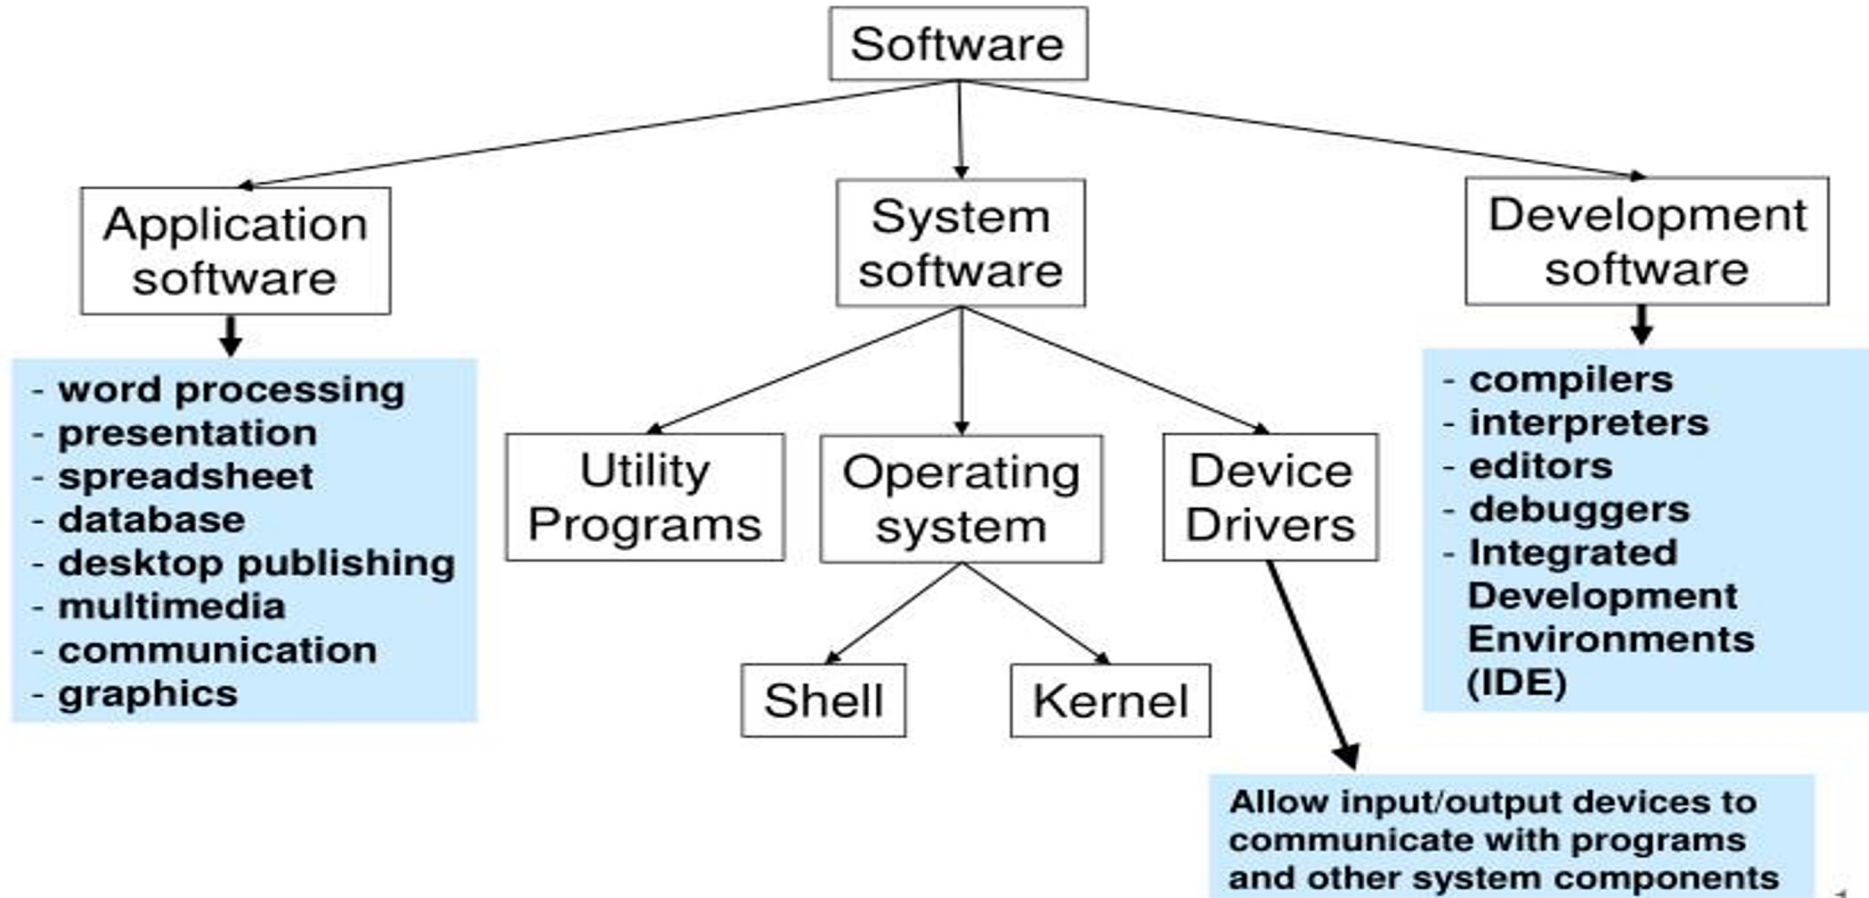 Software
Application
software
System
software
Development
software
- word processing
- presentation
- spreadsheet
- database
- desktop publishing
- multimedia
- communication
- graphics
Utility
Programs
Operating
system
Device
Drivers
- compilers
- interpreters
- editors
- debuggers
- Integrated
Development
Environments
(IDE)
Shell
Kernel
Allow input/output devices to
communicate with programs
and other system components